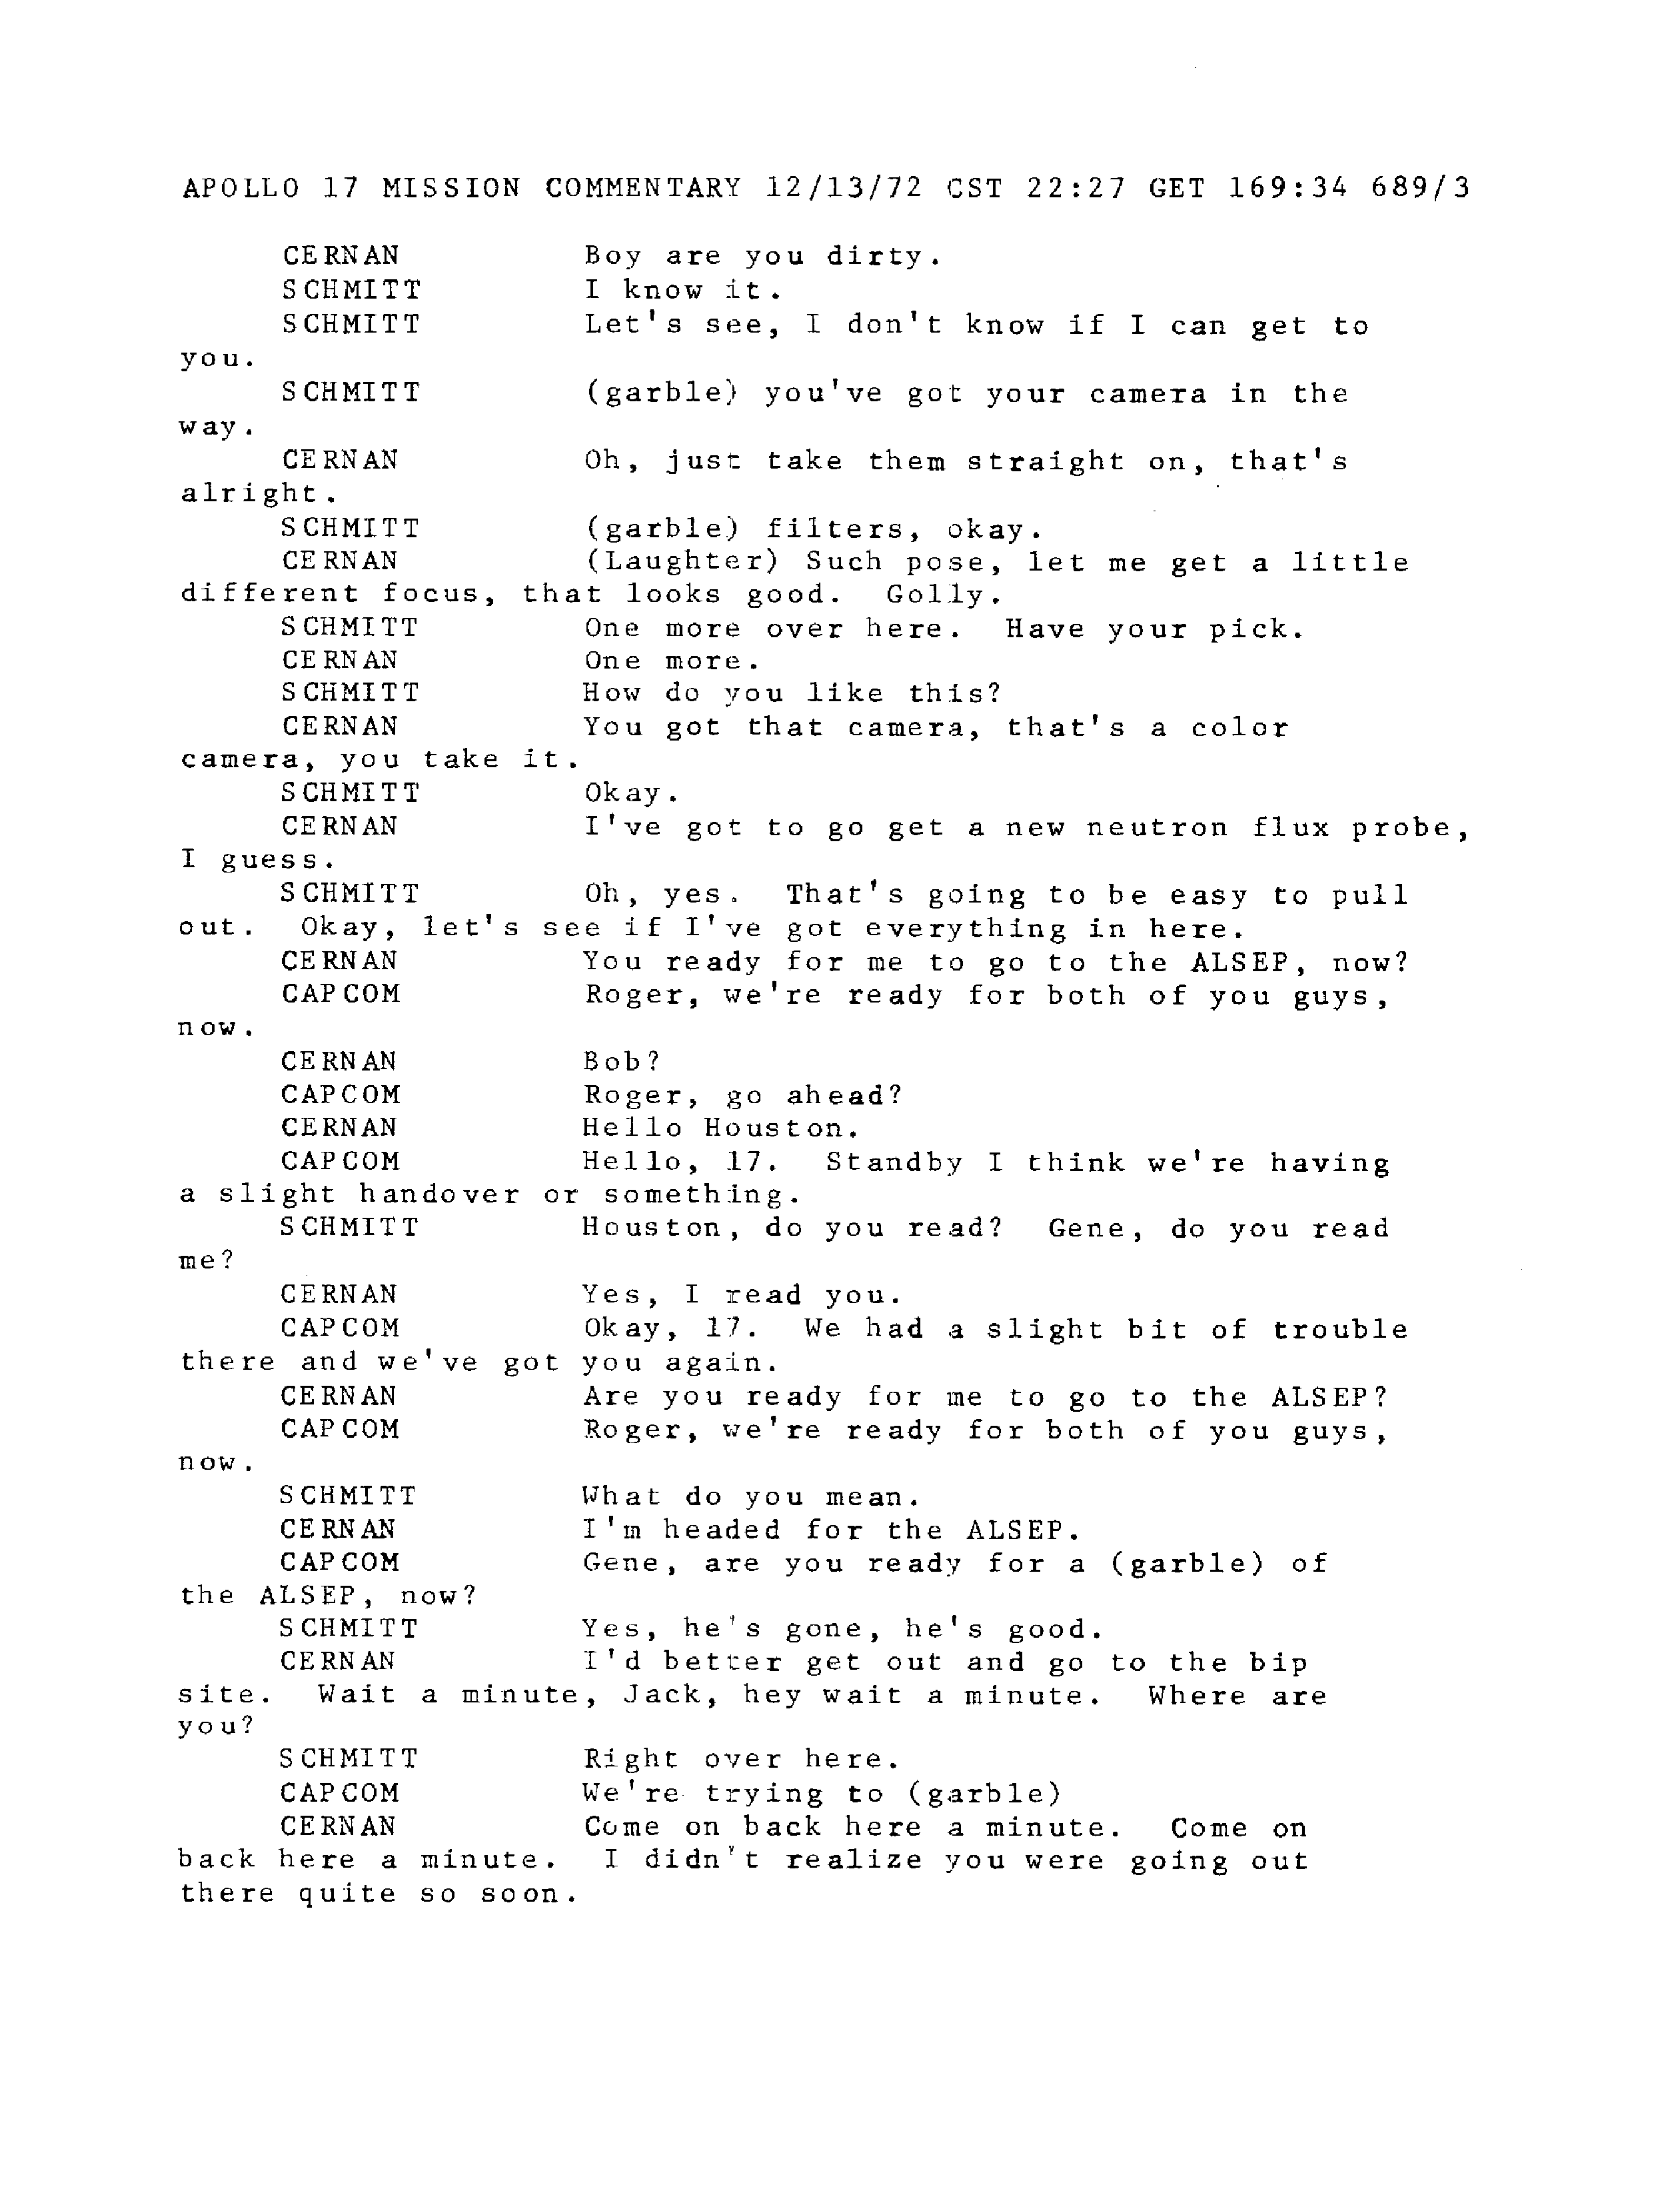 APOLLO 17 MISSION COMMENTARY 12/13/72 CST 22:27 GET 169:34 689/3
CERNAN Boy are you dirty.
SCHMITT I know it.
SCHMITT Let's see, I don't know if I can get to
you.
SCHMITT (garble) you've got your camera in the
way.
CERNAN Oh, just take them straight on, that's
alright.
SCHMITT (garble) filters, okay.
CERNAN (Laughter) Such pose, let me get a little
different focus, that looks good. Golly.
SCHMITT One more over here. Have your pick.
CERNAN One more.
SCHMITT How do you like this?
CERNAN You got that camera, that's a color
camera, you take it.
SCHMITT Okay.
CERNAN I've got to go get a new neutron flux probe,
I guess.
SCHMITT Oh, yes. That's going to be easy to pull
out. Okay, let's see if I've got everything in here.
CERNAN You ready for me to go to the ALSEP, now?
CAPCOM Roger, we're ready for both of you guys,
now.
CERNAN Bob?
CAPCOM Roger, go ahead?
CERNAN Hello Houston.
CAPCOM Hello, 17. Standby I think we're having
a slight handover or something.
SCHMITT Houston, do you read? Gene, do you read
me?
CERNAN Yes, I read you.
CAPCOM Okay, 17. We had a slight bit of trouble
there and we've got you again.
CERNAN Are you ready for me to go to the ALSEP?
CAPCOM Roger, we're ready for both of you guys,
now.
SCHMITT What do you mean.
CERNAN I'm headed for the ALSEP.
CAPCOM Gene, are you ready for a (garble) of
the ALSEP, now?
SCHMITT Yes, he's gone, he's good.
CERNAN I'd better get out and go to the bip
site. Wait a minute, Jack, hey wait a minute. Where are
you?
SCHMITT Right over here.
CAPCOM We're trying to (garble)
CERNAN Come on back here a minute. Come on
back here a minute. I didn't realize you were going out
there quite so soon.